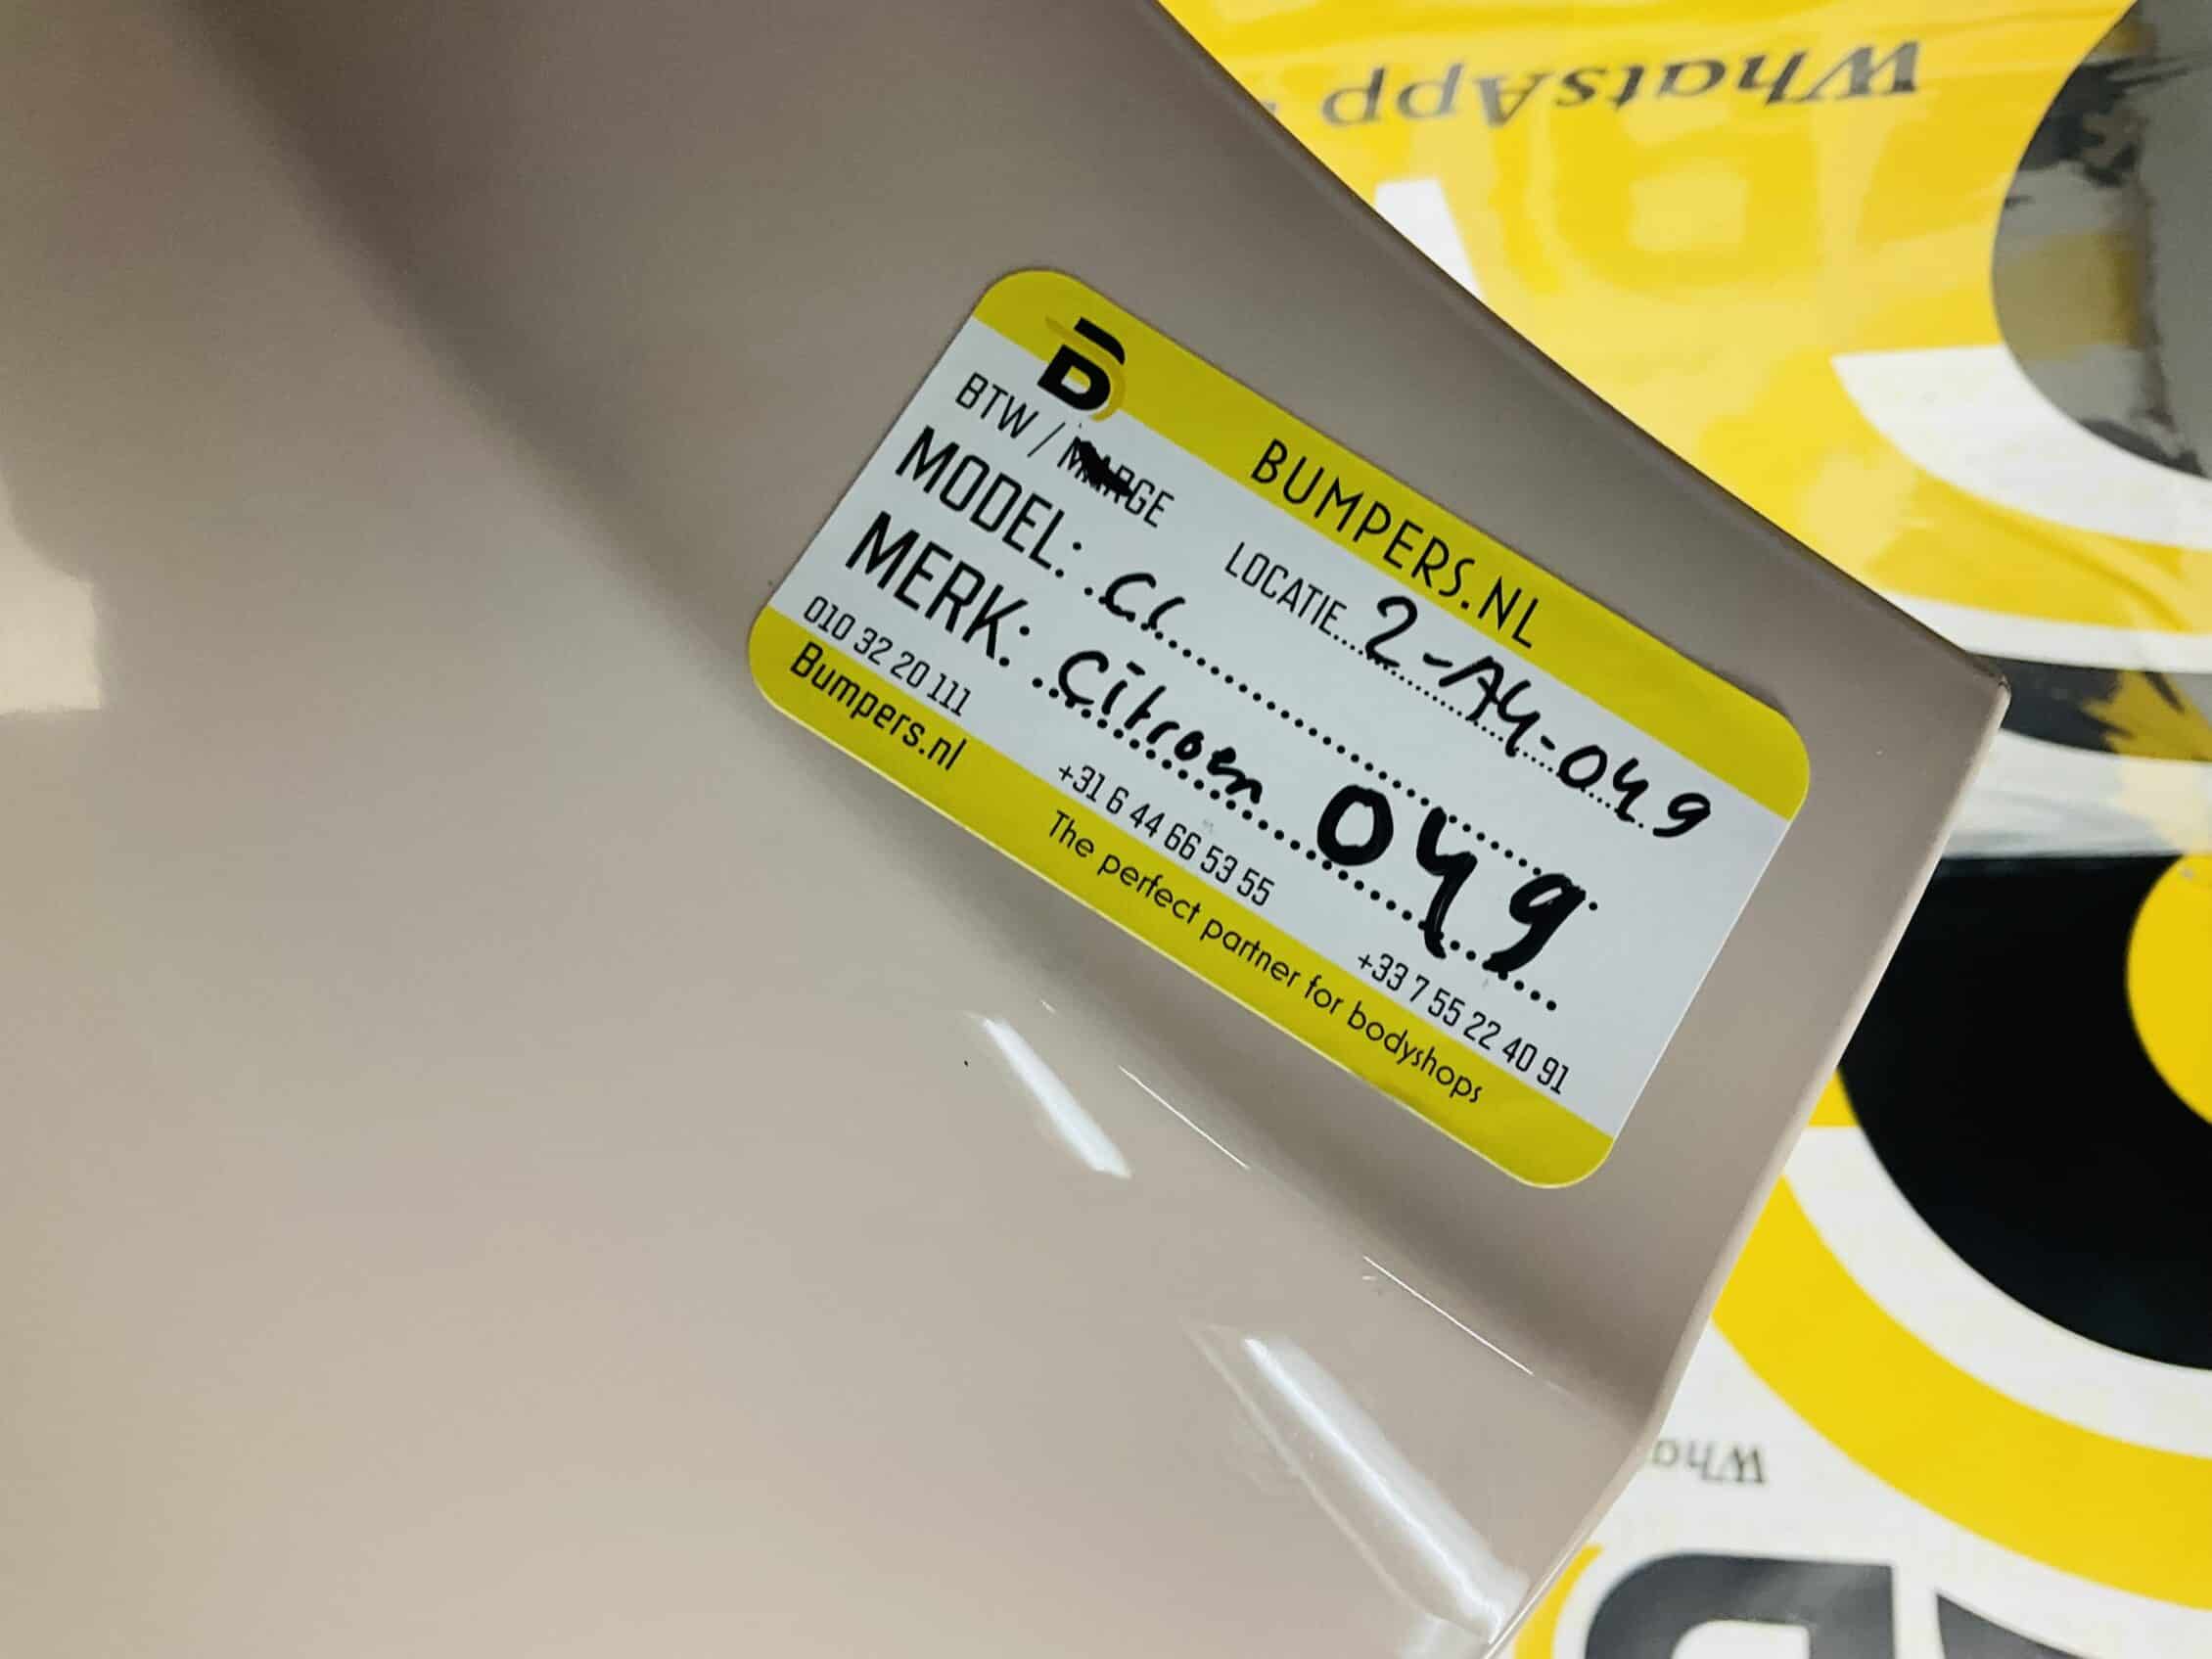 B BUMPERS.NL
BTW / MARGE LOCATIE 2-A4-049
MODEL: C1
MERK: Citroen 049
010 32 20 111 +31 6 44 66 53 55 +33 7 55 22 40 91
Bumpers.nl The perfect partner for bodyshops
WhatsApp